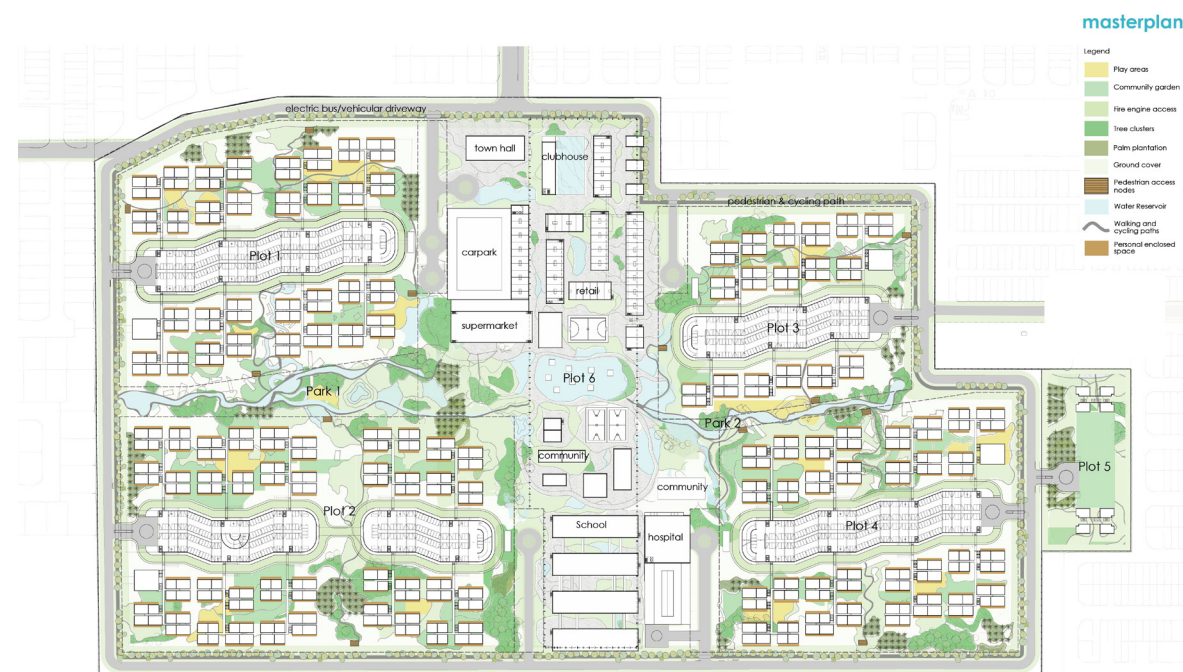 masterplan
Legend
Play areas
Community garden
Fire engine access
Tree clusters
Palm plantation
Ground cover
Pedestrian access
nodes
Water Reservoir
Walking and
cycling paths
Personal enclosed
space
electric bus/vehicular driveway
town hall
clubhouse
pedestrian & cycling path
carpark
Plot 1
retail
supermarket
Plot 3
Plot 6
Park 1
Park 2
community
Plot 5
community
Plot 2
School
Plot 4
hospital